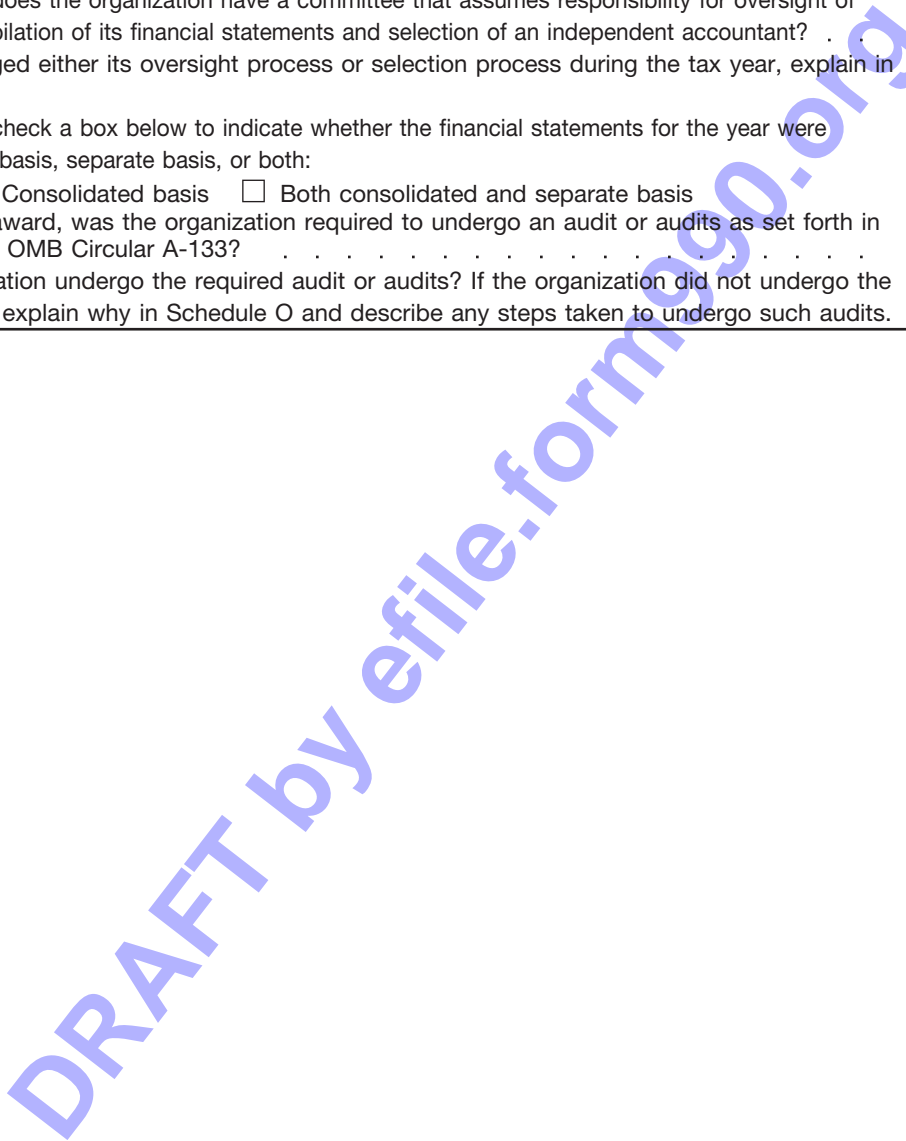 does the organization have a committee that assumes responsibility for oversight of
pilation of its financial statements and selection of an independent accountant? . .
ged either its oversight process or selection process during the tax year, explain in
check a box below to indicate whether the financial statements for the year were
basis, separate basis, or both:
Consolidated basis ☐ Both consolidated and separate basis
award, was the organization required to undergo an audit or audits as set forth in
OMB Circular A-133? . . . . . . . . . . . . . . . . . . .
ation undergo the required audit or audits? If the organization did not undergo the
explain why in Schedule O and describe any steps taken to undergo such audits.
DRAFT by efile.form990.org